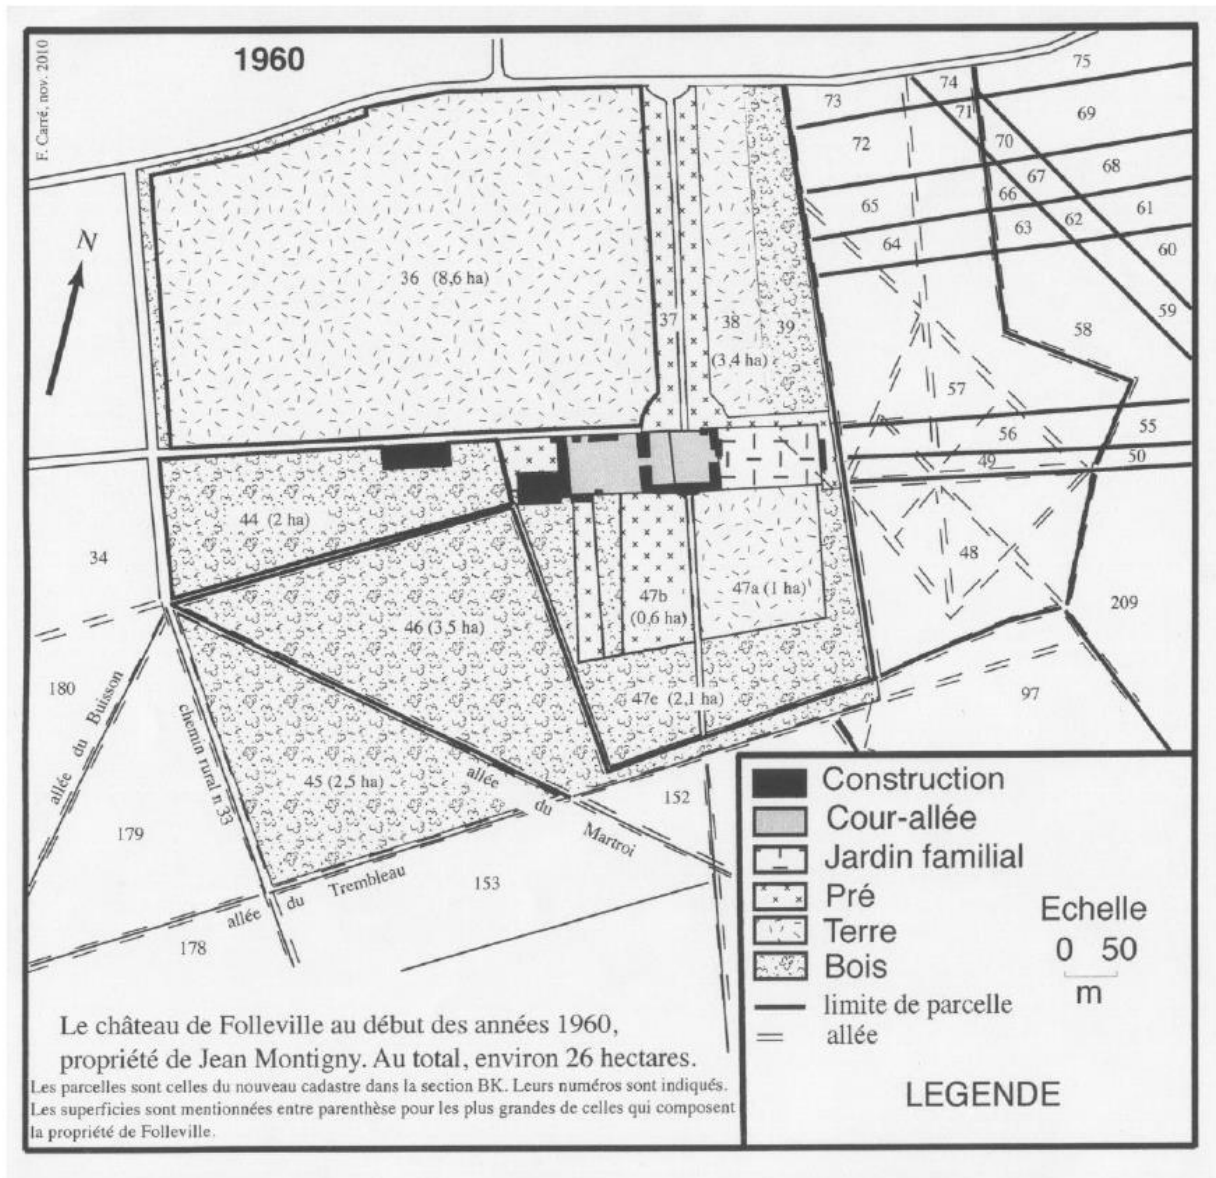 1960
F. Carré, nov. 2010
N
75
74
73
71
69
70
72
68
67
66
65
61
62
63
64
60
59
58
36 (8,6 ha)
37
38
39
(3,4 ha)
57
56
55
50
49
48
44 (2 ha)
34
46 (3,5 ha)
47b
(0,6 ha)
47a (1 ha)
209
180
47c (2,1 ha)
97
allée du Buisson
chemin rural n 33
45 (2,5 ha)
allée du Martroi
152
179
153
allée du Trembleau
178
Construction
Cour-allée
Jardin familial
Pré
Terre
Bois
limite de parcelle
allée
Echelle
0 50
m
LEGENDE
Le château de Folleville au début des années 1960,
propriété de Jean Montigny. Au total, environ 26 hectares.
Les parcelles sont celles du nouveau cadastre dans la section BK. Leurs numéros sont indiqués.
Les superficies sont mentionnées entre parenthèse pour les plus grandes de celles qui composent
la propriété de Folleville.